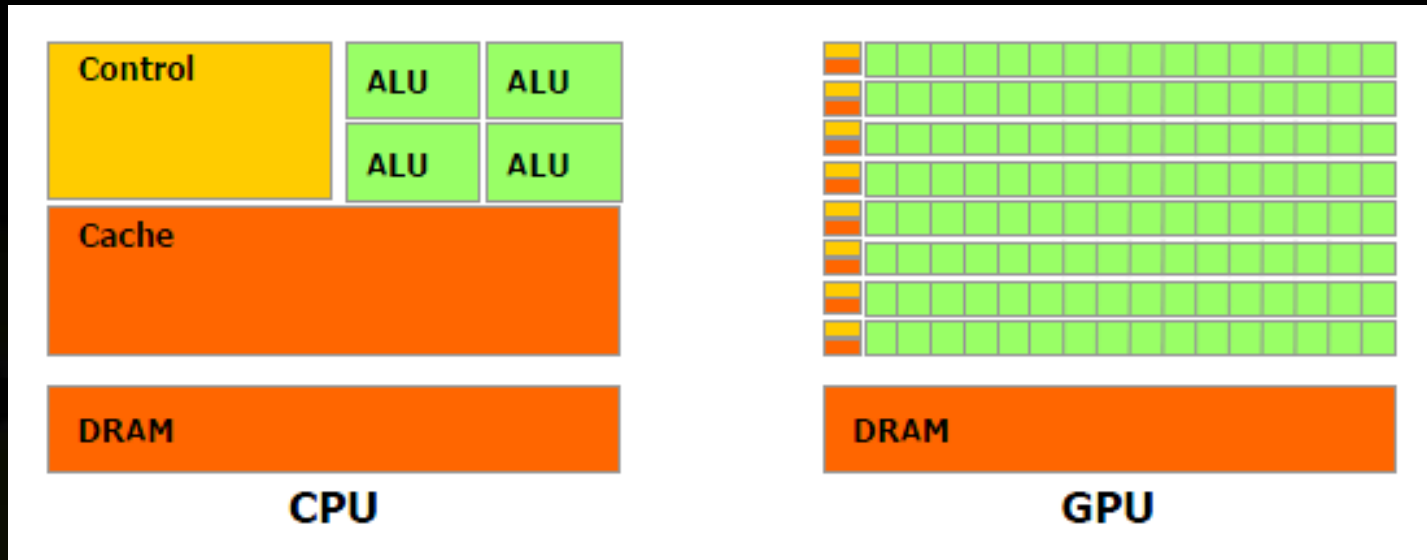 Control
ALU ALU
ALU ALU
Cache
DRAM
CPU
DRAM
GPU